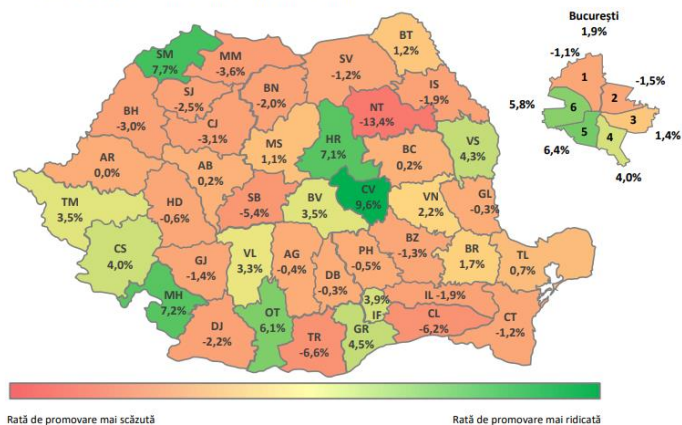 București
1,9%
-1,1%
1
2
-1,5%
5,8%
6
3
5
4
1,4%
6,4%
4,0%
BT
1,2%
SM
7,7%
MM
-3,6%
SV
-1,2%
IS
-1,9%
SJ
-2,5%
BN
-2,0%
NT
-13,4%
BH
-3,0%
CJ
-3,1%
HR
7,1%
MS
1,1%
VS
4,3%
AR
0,0%
AB
0,2%
BC
0,2%
CV
9,6%
TM
3,5%
HD
-0,6%
SB
-5,4%
BV
3,5%
VN
2,2%
GL
-0,3%
CS
4,0%
GJ
-1,4%
VL
3,3%
AG
-0,4%
PH
-0,5%
BZ
-1,3%
BR
1,7%
TL
0,7%
DB
-0,3%
MH
7,2%
OT
6,1%
3,9%
IF
IL -1,9%
CL
-6,2%
CT
-1,2%
DJ
-2,2%
TR
-6,6%
GR
4,5%
Rată de promovare mai scăzută
Rată de promovare mai ridicată